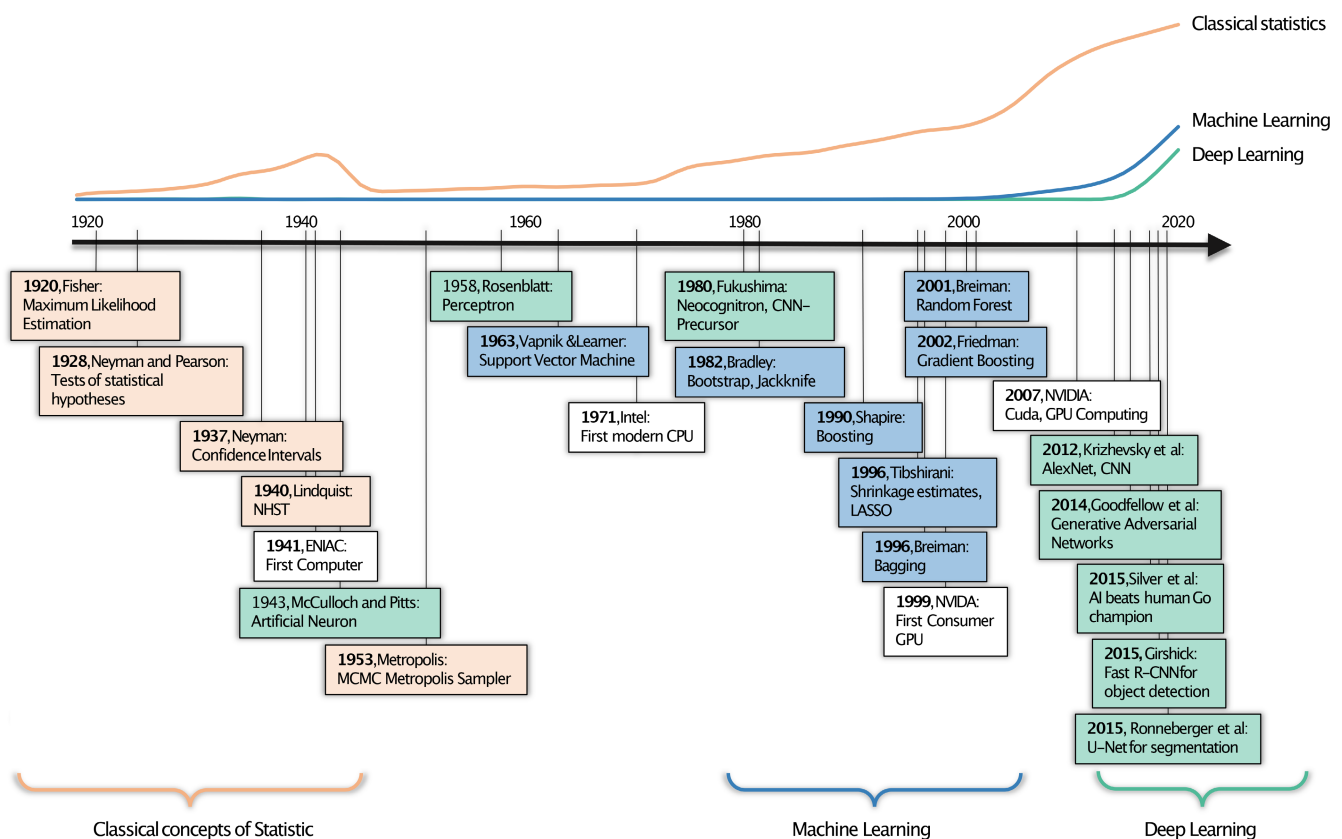 Classical statistics
Machine Learning
Deep Learning
1920
1940
1960
1980
2000
2020
1920, Fisher:
Maximum Likelihood
Estimation
1928, Neyman and Pearson:
Tests of statistical
hypotheses
1937, Neyman:
Confidence Intervals
1940, Lindquist:
NHST
1941, ENIAC:
First Computer
1943, McCulloch and Pitts:
Artificial Neuron
1953, Metropolis:
MCMC Metropolis Sampler
1958, Rosenblatt:
Perceptron
1963, Vapnik &Learner:
Support Vector Machine
1971, Intel:
First modern CPU
1980, Fukushima:
Neocognitron, CNN–
Precursor
1982, Bradley:
Bootstrap, Jackknife
1990, Shapire:
Boosting
1996, Tibshirani:
Shrinkage estimates,
LASSO
1996, Breiman:
Bagging
1999, NVIDA:
First Consumer
GPU
2001, Breiman:
Random Forest
2002, Friedman:
Gradient Boosting
2007, NVIDIA:
Cuda, GPU Computing
2012, Krizhevsky et al:
AlexNet, CNN
2014, Goodfellow et al:
Generative Adversarial
Networks
2015, Silver et al:
AI beats human Go
champion
2015, Girshick:
Fast R–CNN for
object detection
2015, Ronneberger et al:
U–Net for segmentation
Classical concepts of Statistic
Machine Learning
Deep Learning